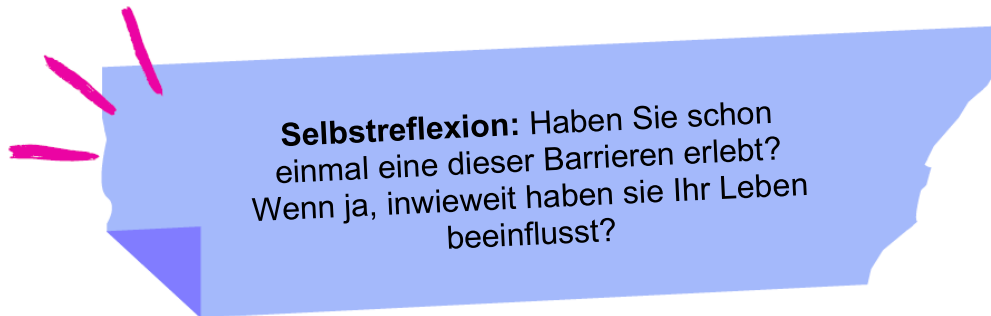 Selbstreflexion: Haben Sie schon
einmal eine dieser Barrieren erlebt?
Wenn ja, inwieweit haben sie Ihr Leben
beeinflusst?